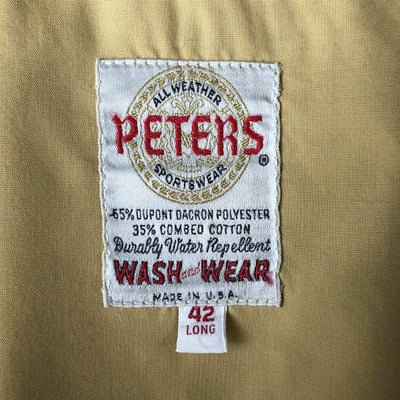 ALL WEATHER
PETERS®
SPORTSWEAR
65% DUPONT DACRON POLYESTER
35% COMBED COTTON
Durably Water Repellent
WASH and WEAR
MADE IN U.S.A.
42
LONG